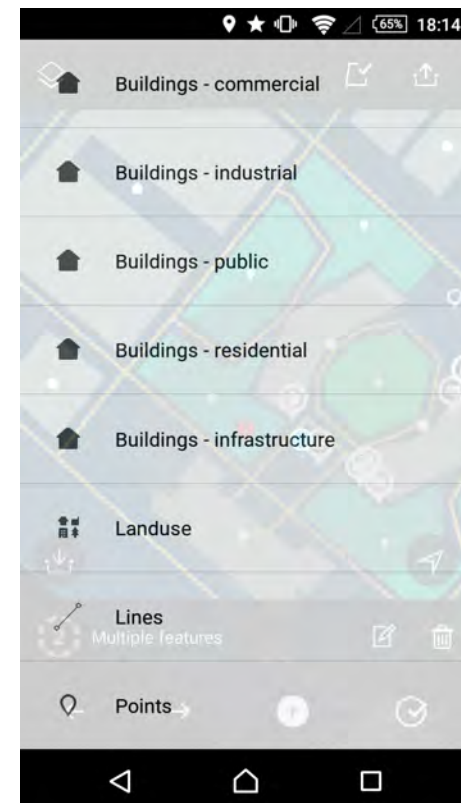 65% 18:14
Buildings - commercial
Buildings - industrial
Buildings - public
Buildings - residential
Buildings - infrastructure
Landuse
Lines
Multiple features
Points